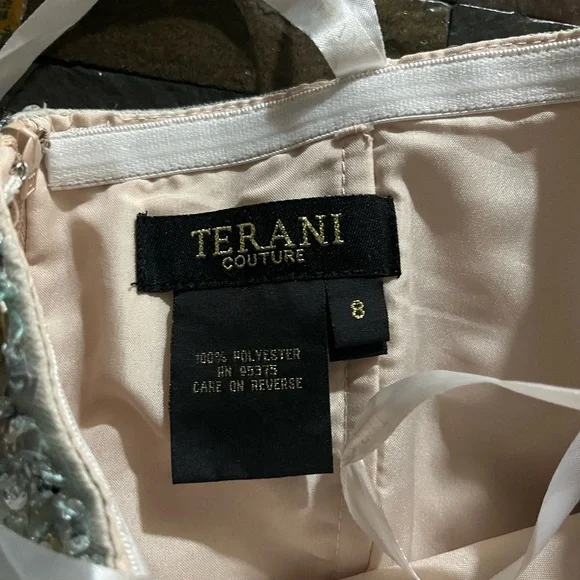 TERANI
COUTURE
8
100% POLYESTER
RN 95375
CARE ON REVERSE